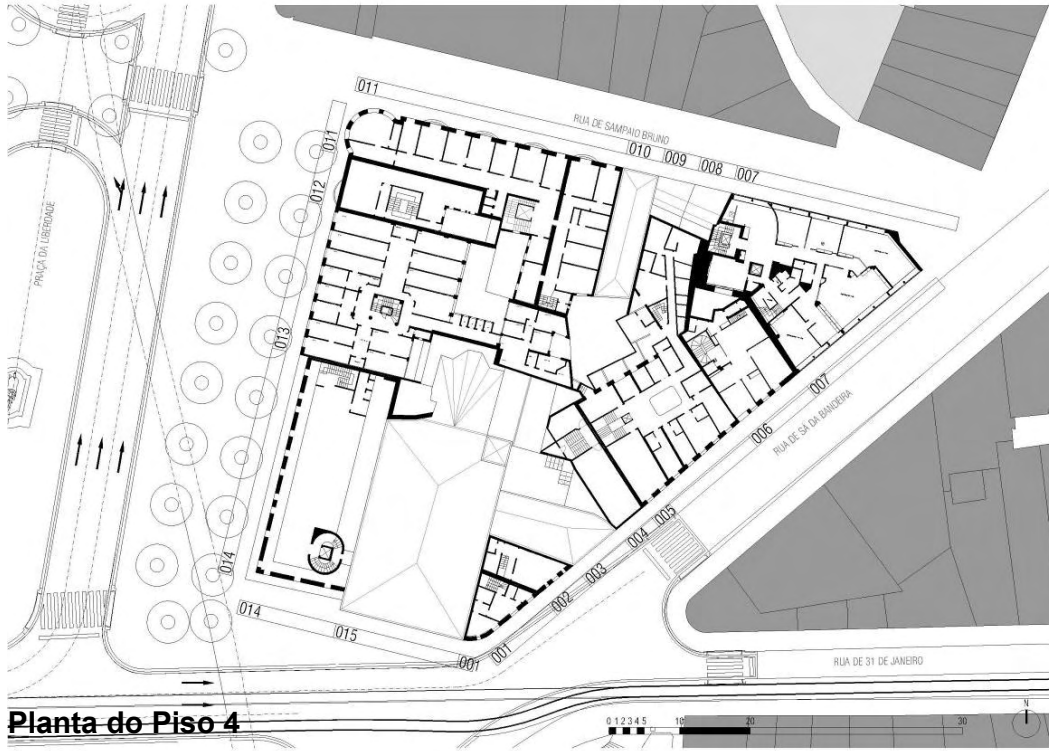 011
RUA DE SAMPAIO BRUNO
010 009 008 007
011
012
PRAÇA DA LIBERDADE
013
007
006
RUA DE SÁ DA BANDEIRA
005
004
014
003
002
014
015
001
001
RUA DE 31 DE JANEIRO
Planta do Piso 4
0 1 2 3 4 5 10 20 30
N